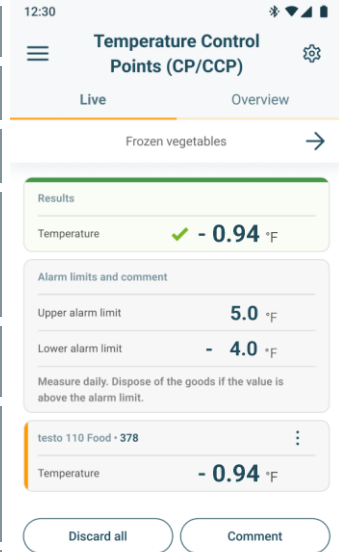 12:30
Temperature Control
Points (CP/CCP)
Live Overview
Frozen vegetables
Results
Temperature - 0.94 °F
Alarm limits and comment
Upper alarm limit 5.0 °F
Lower alarm limit - 4.0 °F
Measure daily. Dispose of the goods if the value is
above the alarm limit.
testo 110 Food • 378
Temperature - 0.94 °F
Discard all Comment